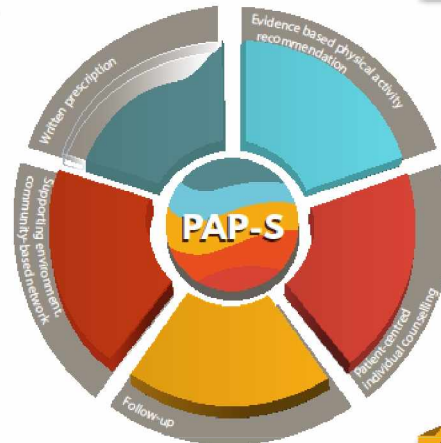 Written prescription
Evidence based physical activity
recommendation
PAP-S
Supporting environment,
community-based network
Patient-centred
individual counselling
Follow-up